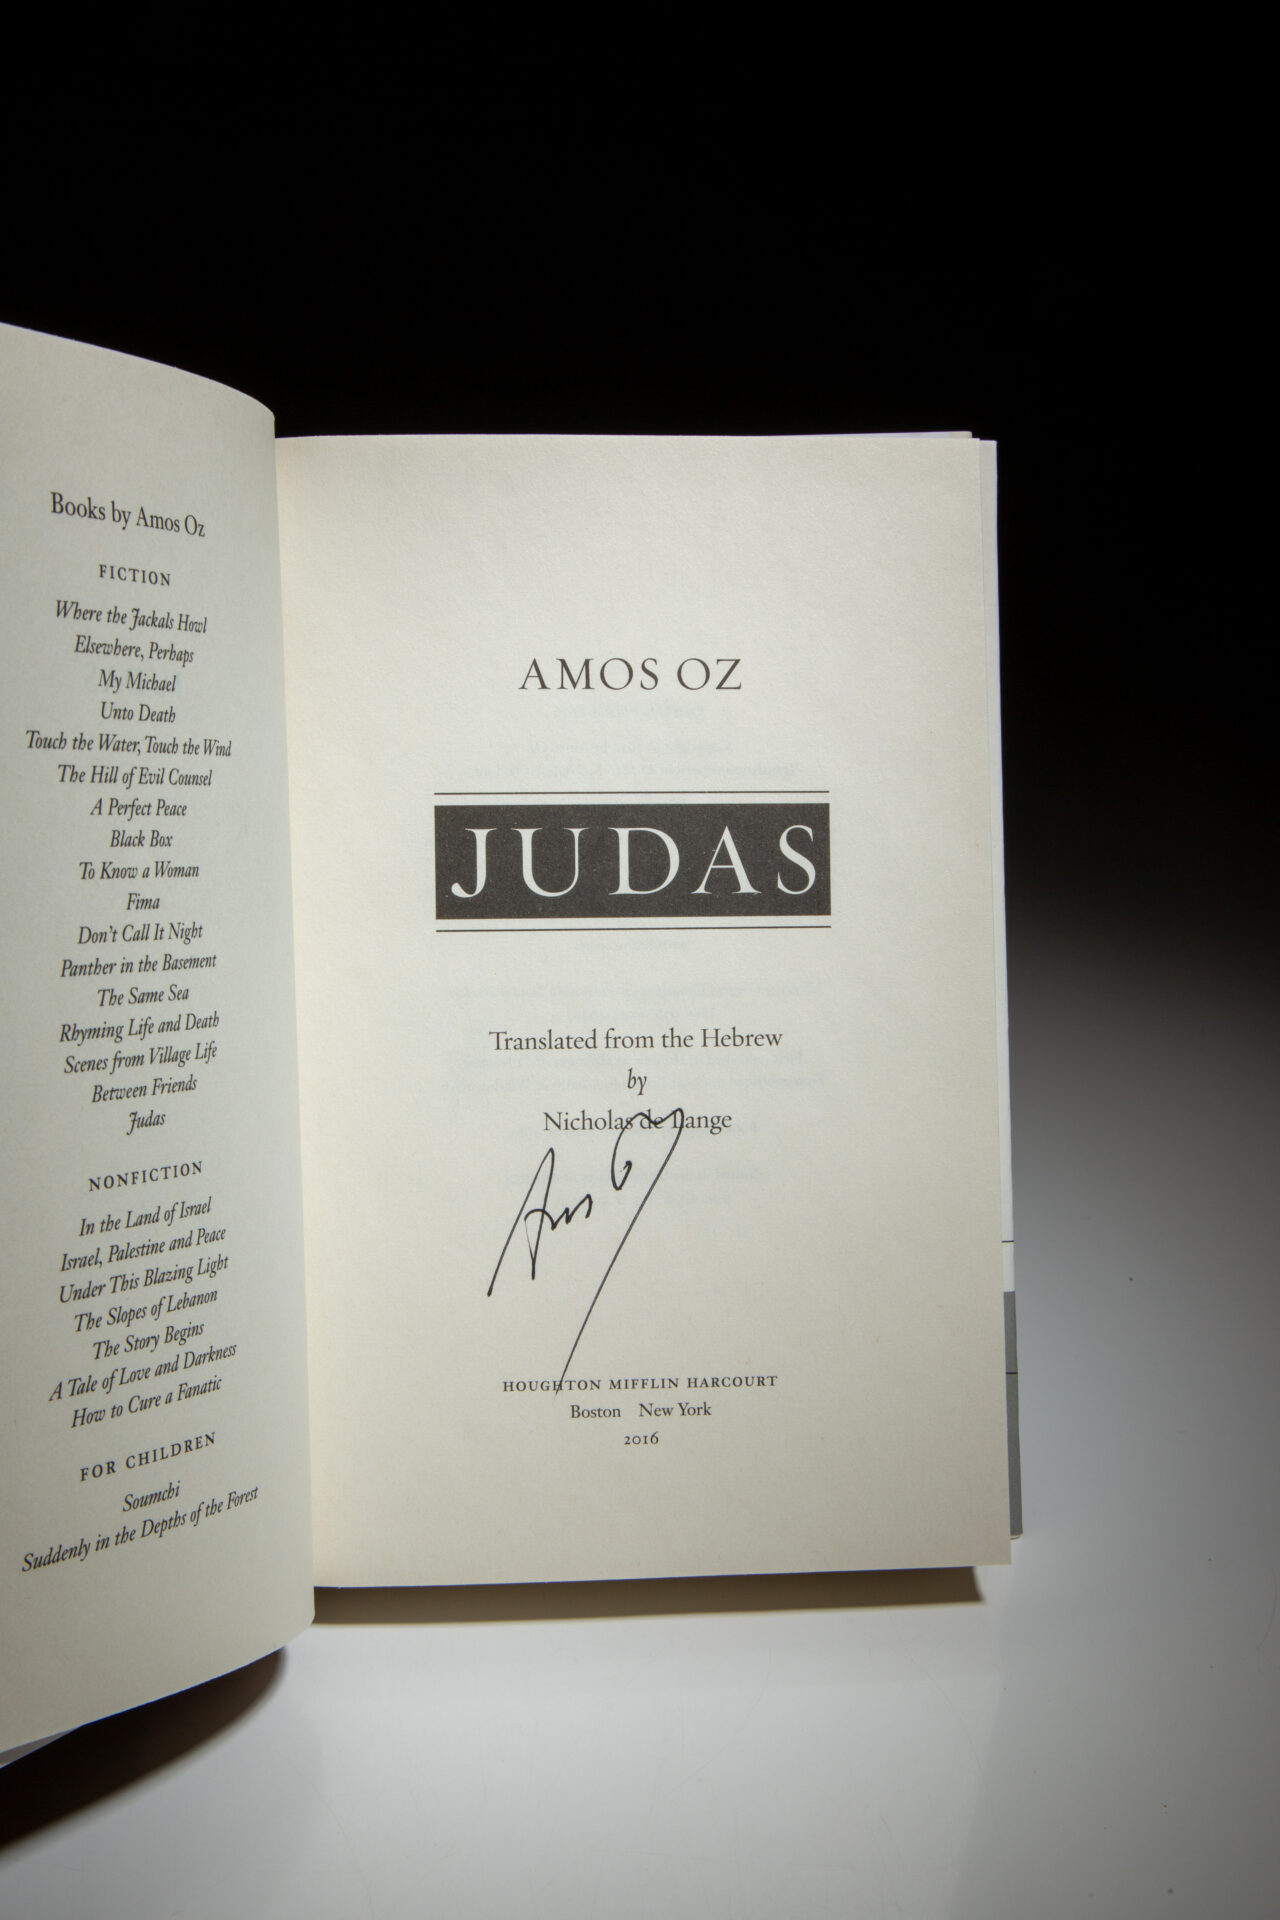 Books by Amos Oz
FICTION
Where the Jackals Howl
Elsewhere, Perhaps
My Michael
Unto Death
Touch the Water, Touch the Wind
The Hill of Evil Counsel
A Perfect Peace
Black Box
To Know a Woman
Fima
Don't Call It Night
Panther in the Basement
The Same Sea
Rhyming Life and Death
Scenes from Village Life
Between Friends
Judas
NONFICTION
In the Land of Israel
Israel, Palestine and Peace
Under This Blazing Light
The Slopes of Lebanon
The Story Begins
A Tale of Love and Darkness
How to Cure a Fanatic
FOR CHILDREN
Soumchi
Suddenly in the Depths of the Forest
AMOS OZ
JUDAS
Translated from the Hebrew
by
Nicholas de Lange
Amos Oz
HOUGHTON MIFFLIN HARCOURT
Boston New York
2016